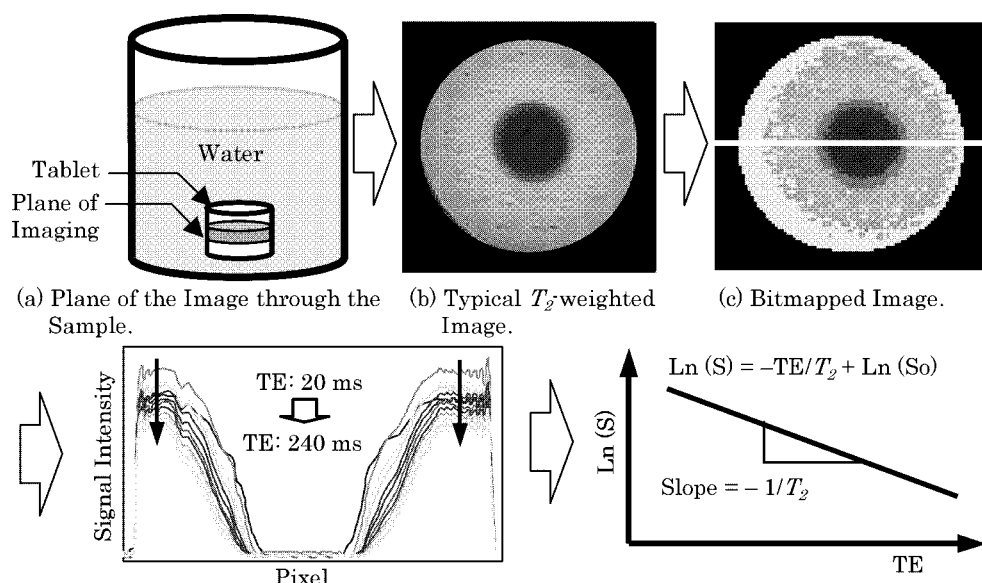 Water
Tablet
Plane of
Imaging
(a) Plane of the Image through the
Sample.
(b) Typical T₂-weighted
Image.
(c) Bitmapped Image.
Signal Intensity
TE: 20 ms
TE: 240 ms
Pixel
Ln (S) = –TE/T₂ + Ln (So)
Ln (S)
Slope = – 1/T₂
TE